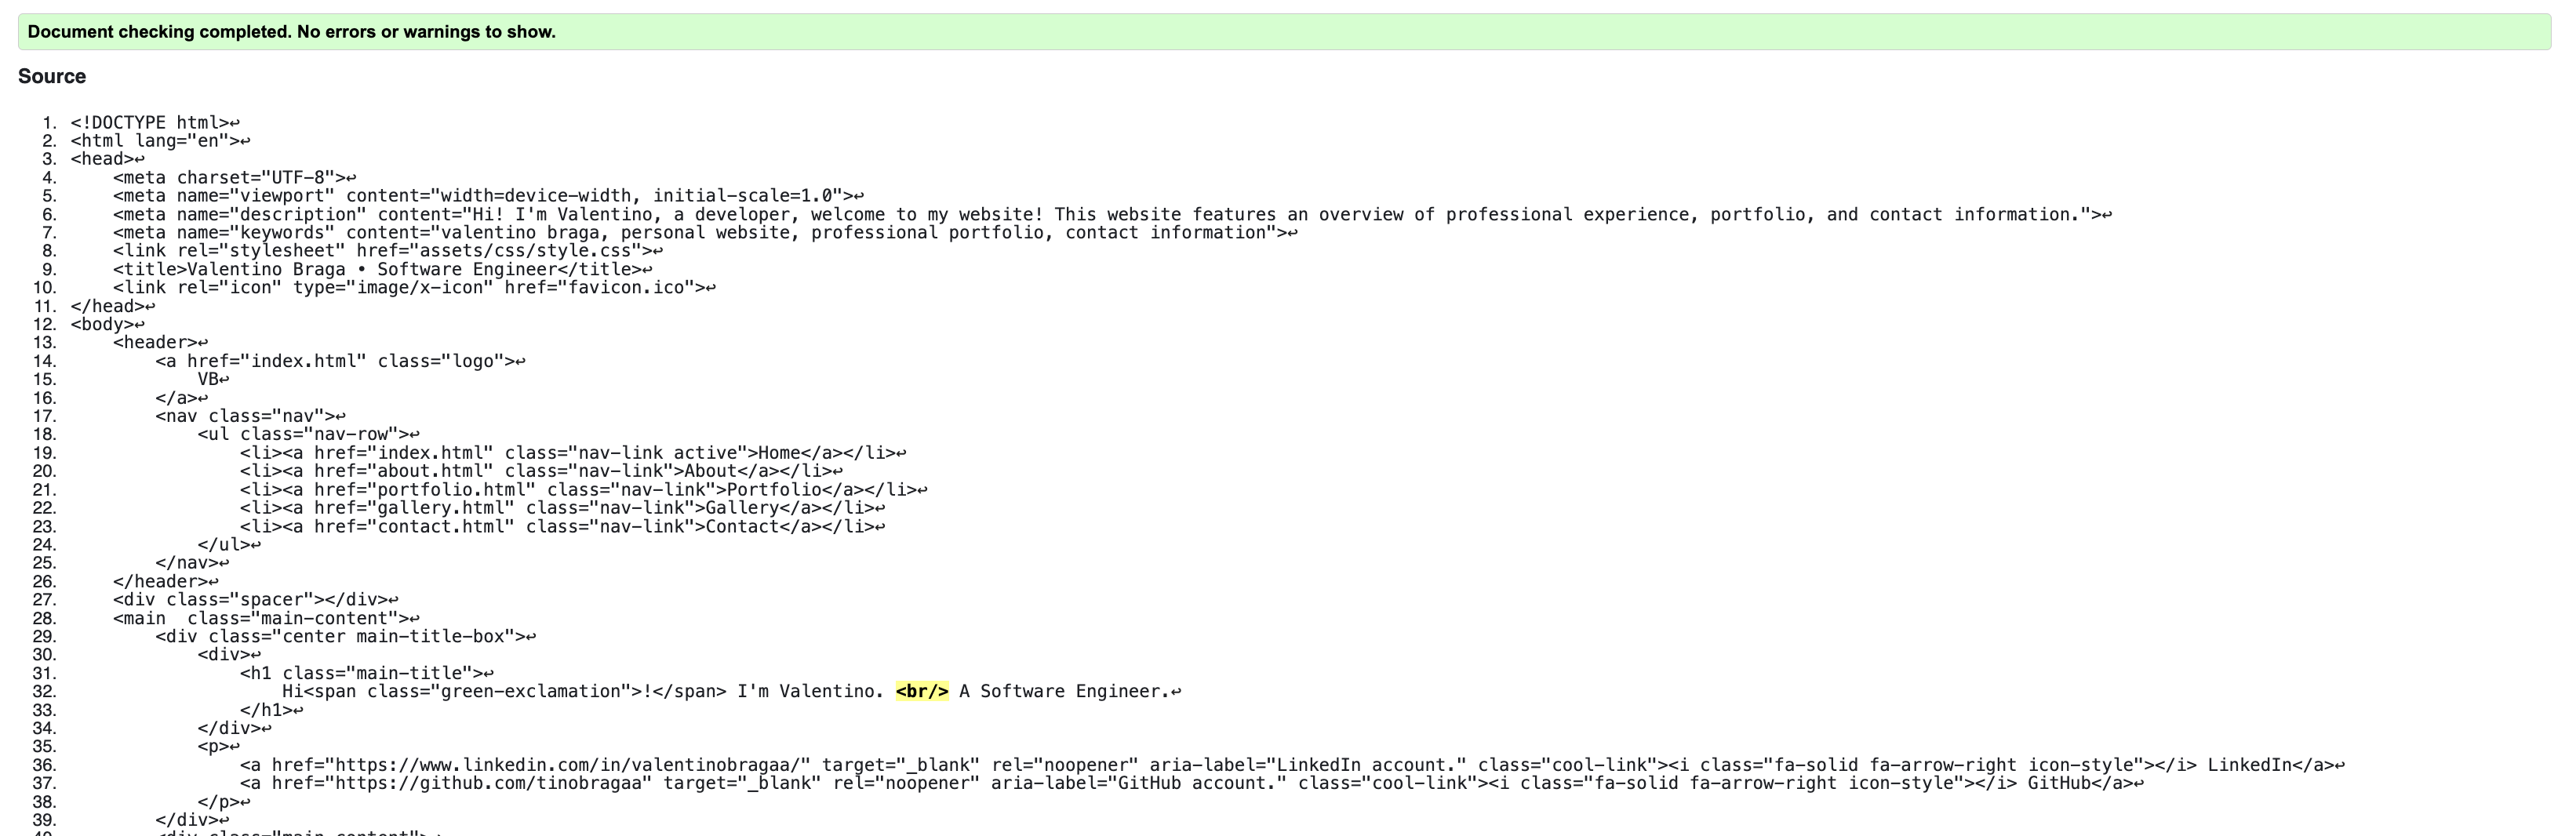 Document checking completed. No errors or warnings to show.
Source
1. <!DOCTYPE html>↩
2. <html lang="en">↩
3. <head>↩
4.     <meta charset="UTF-8">↩
5.     <meta name="viewport" content="width=device-width, initial-scale=1.0">↩
6.     <meta name="description" content="Hi! I'm Valentino, a developer, welcome to my website! This website features an overview of professional experience, portfolio, and contact information.">↩
7.     <meta name="keywords" content="valentino braga, personal website, professional portfolio, contact information">↩
8.     <link rel="stylesheet" href="assets/css/style.css">↩
9.     <title>Valentino Braga • Software Engineer</title>↩
10.     <link rel="icon" type="image/x-icon" href="favicon.ico">↩
11. </head>↩
12. <body>↩
13.     <header>↩
14.         <a href="index.html" class="logo">↩
15.             VB↩
16.         </a>↩
17.         <nav class="nav">↩
18.             <ul class="nav-row">↩
19.                 <li><a href="index.html" class="nav-link active">Home</a></li>↩
20.                 <li><a href="about.html" class="nav-link">About</a></li>↩
21.                 <li><a href="portfolio.html" class="nav-link">Portfolio</a></li>↩
22.                 <li><a href="gallery.html" class="nav-link">Gallery</a></li>↩
23.                 <li><a href="contact.html" class="nav-link">Contact</a></li>↩
24.             </ul>↩
25.         </nav>↩
26.     </header>↩
27.     <div class="spacer"></div>↩
28.     <main  class="main-content">↩
29.         <div class="center main-title-box">↩
30.             <div>↩
31.                 <h1 class="main-title">↩
32.                     Hi<span class="green-exclamation">!</span> I'm Valentino. <br/> A Software Engineer.↩
33.                 </h1>↩
34.             </div>↩
35.             <p>↩
36.                 <a href="https://www.linkedin.com/in/valentinobragaa/" target="_blank" rel="noopener" aria-label="LinkedIn account." class="cool-link"><i class="fa-solid fa-arrow-right icon-style"></i> LinkedIn</a>↩
37.                 <a href="https://github.com/tinobragaa" target="_blank" rel="noopener" aria-label="GitHub account." class="cool-link"><i class="fa-solid fa-arrow-right icon-style"></i> GitHub</a>↩
38.             </p>↩
39.         </div>↩
40.         <div class="main-content">↩